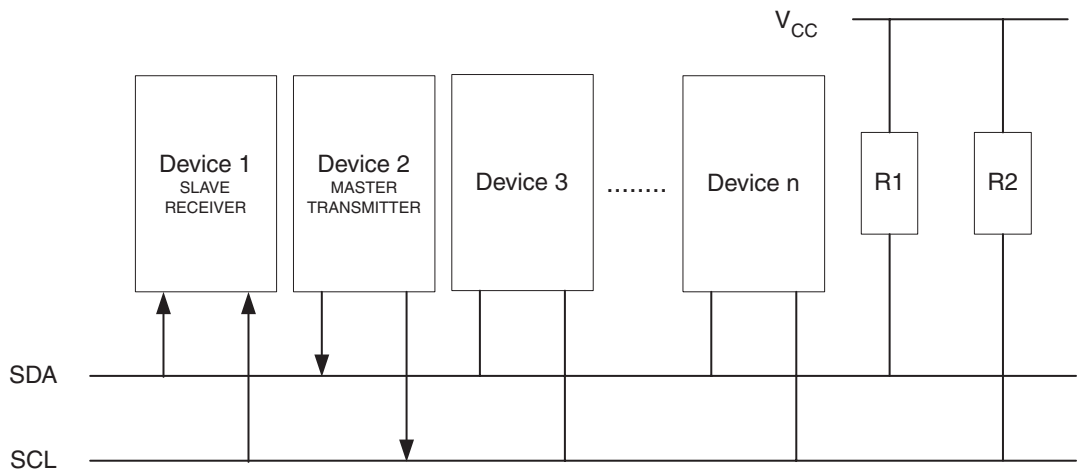 VCC
Device 1
SLAVE
RECEIVER
Device 2
MASTER
TRANSMITTER
Device 3
........
Device n
R1
R2
SDA
SCL